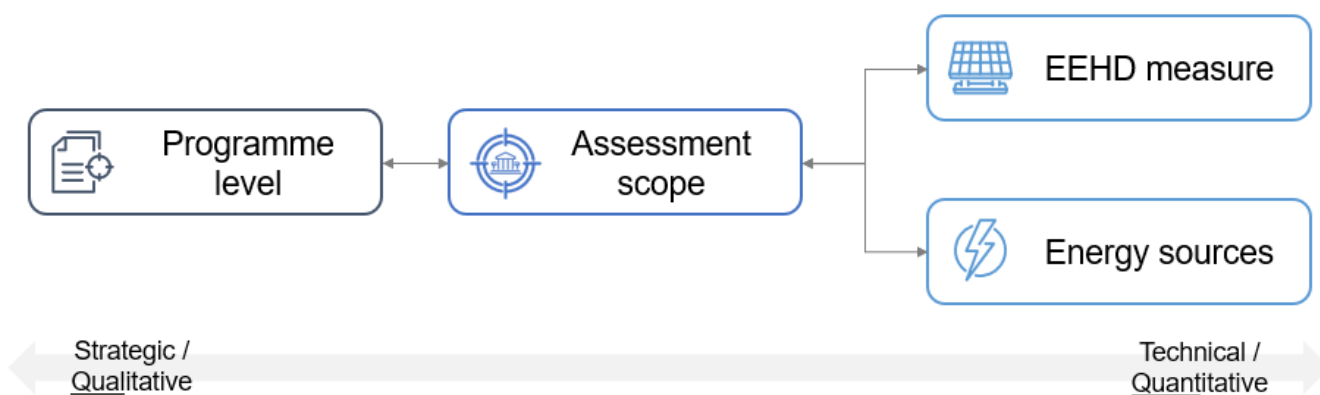 Programme
level
Assessment
scope
EEHD measure
Energy sources
Strategic /
Qualitative
Technical /
Quantitative